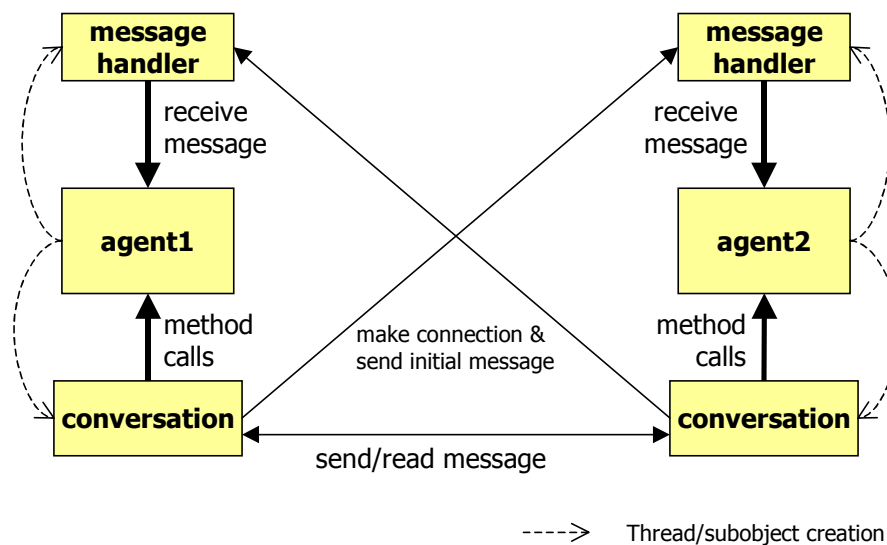 message
handler
message
handler
receive
message
receive
message
agent1
agent2
method
calls
make connection &
send initial message
method
calls
conversation
conversation
send/read message
Thread/subobject creation